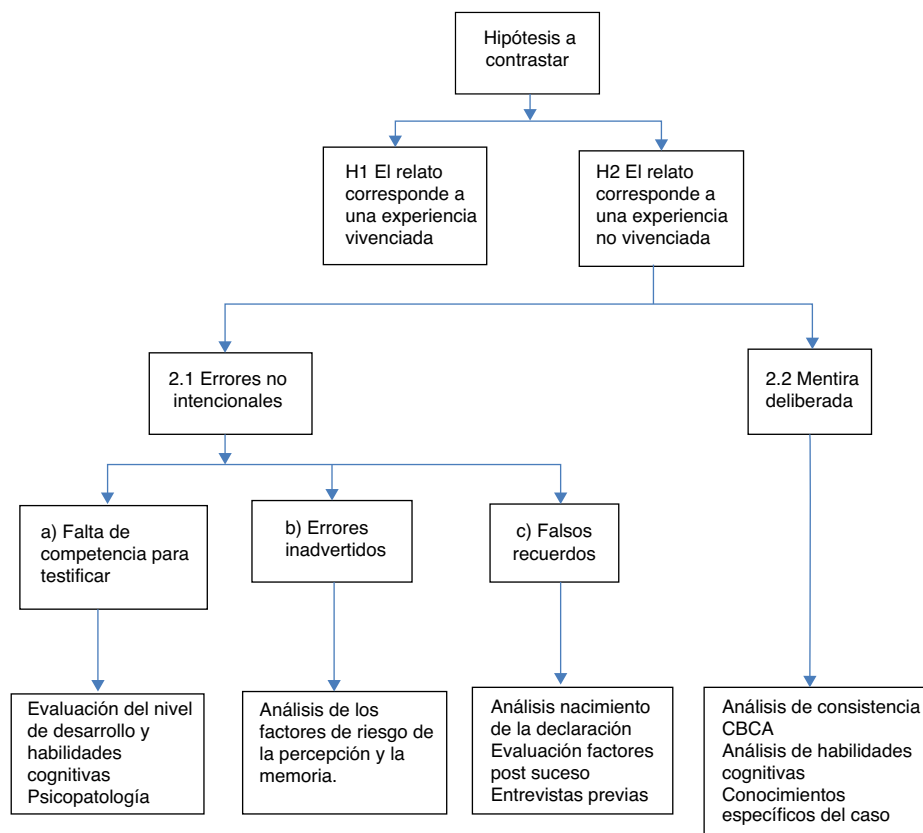 Hipótesis a
contrastar
H1 El relato
corresponde a
una experiencia
vivenciada
H2 El relato
corresponde a
una experiencia
no vivenciada
2.1 Errores no
intencionales
2.2 Mentira
deliberada
a) Falta de
competencia para
testificar
b) Errores
inadvertidos
c) Falsos
recuerdos
Evaluación del nivel
de desarrollo y
habilidades
cognitivas
Psicopatología
Análisis de los
factores de riesgo de
la percepción y la
memoria.
Análisis nacimiento
de la declaración
Evaluación factores
post suceso
Entrevistas previas
Análisis de consistencia
CBCA
Análisis de habilidades
cognitivas
Conocimientos
específicos del caso